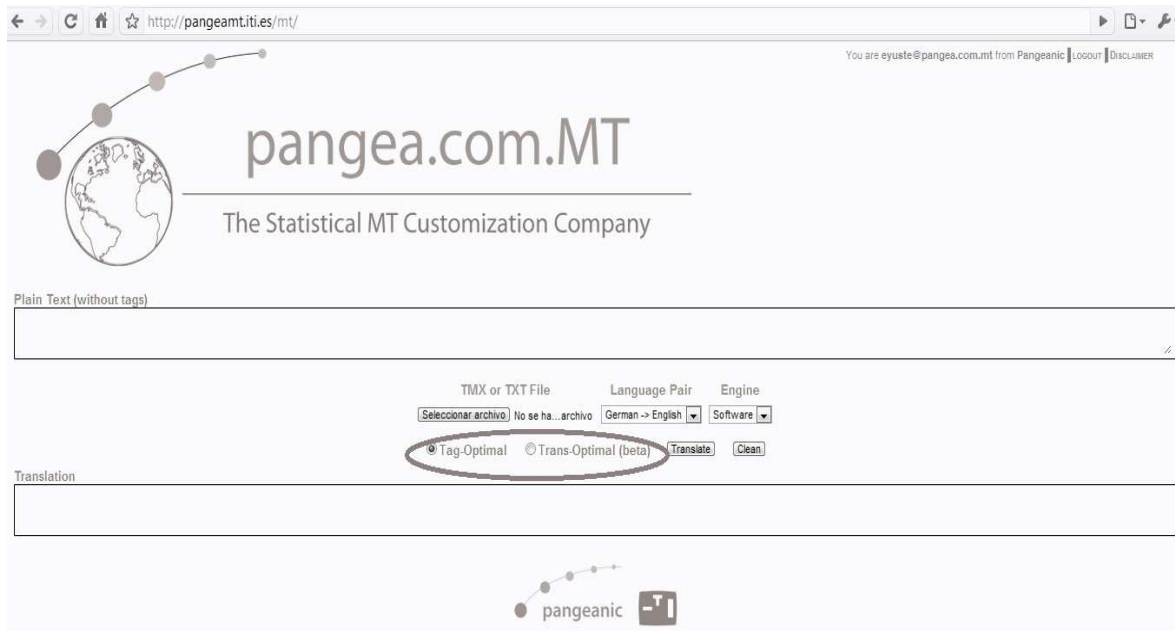 http://pangeamt.iti.es/mt/
You are eyuste@pangea.com.mt from Pangeanic LOGOUT DISCLAIMER
pangea.com.MT
The Statistical MT Customization Company
Plain Text (without tags)
TMX or TXT File Language Pair Engine
Seleccionar archivo No se ha...archivo German -> English Software
Tag-Optimal Trans-Optimal (beta) Translate Clean
Translation
pangeanic